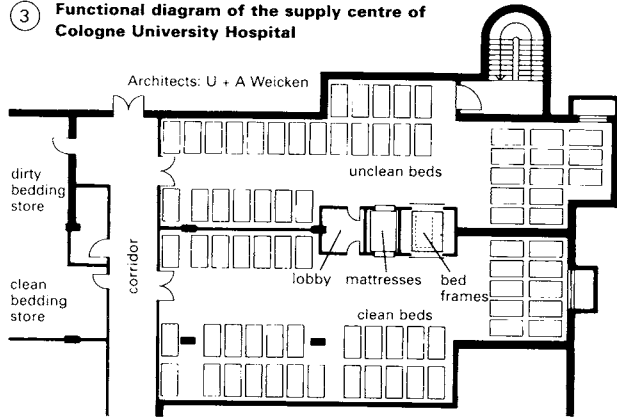 3 Functional diagram of the supply centre of
Cologne University Hospital
Architects: U + A Weicken
dirty
bedding
store
unclean beds
corridor
lobby
mattresses
bed
frames
clean
bedding
store
clean beds